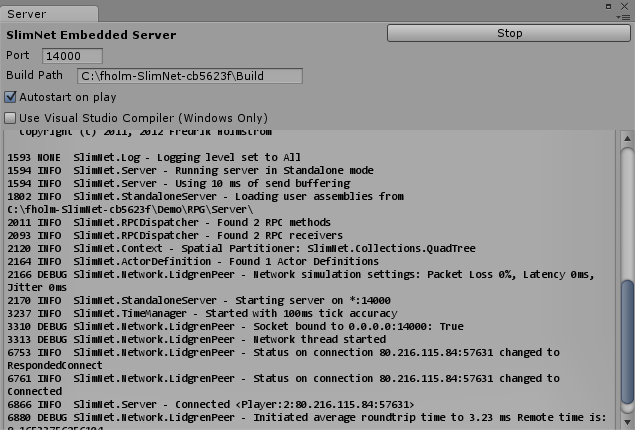 Server
SlimNet Embedded Server
Stop
Port 14000
Build Path C:\fholm-SlimNet-cb5623f\Build
Autostart on play
Use Visual Studio Compiler (Windows Only)
Copyright (C) 2011, 2012 Fredrik Holmstrom
1593 NONE SlimNet.Log - Logging level set to All
1594 INFO SlimNet.Server - Running server in Standalone mode
1594 INFO SlimNet.Server - Using 10 ms of send buffering
1802 INFO SlimNet.StandaloneServer - Loading user assemblies from
C:\fholm-SlimNet-cb5623f\Demo\RPG\Server\
2011 INFO SlimNet.RPCDispatcher - Found 2 RPC methods
2093 INFO SlimNet.RPCDispatcher - Found 2 RPC receivers
2120 INFO SlimNet.Context - Spatial Partitioner: SlimNet.Collections.QuadTree
2164 INFO SlimNet.ActorDefinition - Found 1 Actor Definitions
2166 DEBUG SlimNet.Network.LidgrenPeer - Network simulation settings: Packet Loss 0%, Latency 0ms,
Jitter 0ms
2170 INFO SlimNet.StandaloneServer - Starting server on *:14000
3237 INFO SlimNet.TimeManager - Started with 100ms tick accuracy
3310 DEBUG SlimNet.Network.LidgrenPeer - Socket bound to 0.0.0.0:14000: True
3313 DEBUG SlimNet.Network.LidgrenPeer - Network thread started
6753 INFO SlimNet.Network.LidgrenPeer - Status on connection 80.216.115.84:57631 changed to
RespondedConnect
6761 INFO SlimNet.Network.LidgrenPeer - Status on connection 80.216.115.84:57631 changed to
Connected
6866 INFO SlimNet.Server - Connected <Player:2:80.216.115.84:57631>
6880 DEBUG SlimNet.Network.LidgrenPeer - Initiated average roundtrip time to 3.23 ms Remote time is: